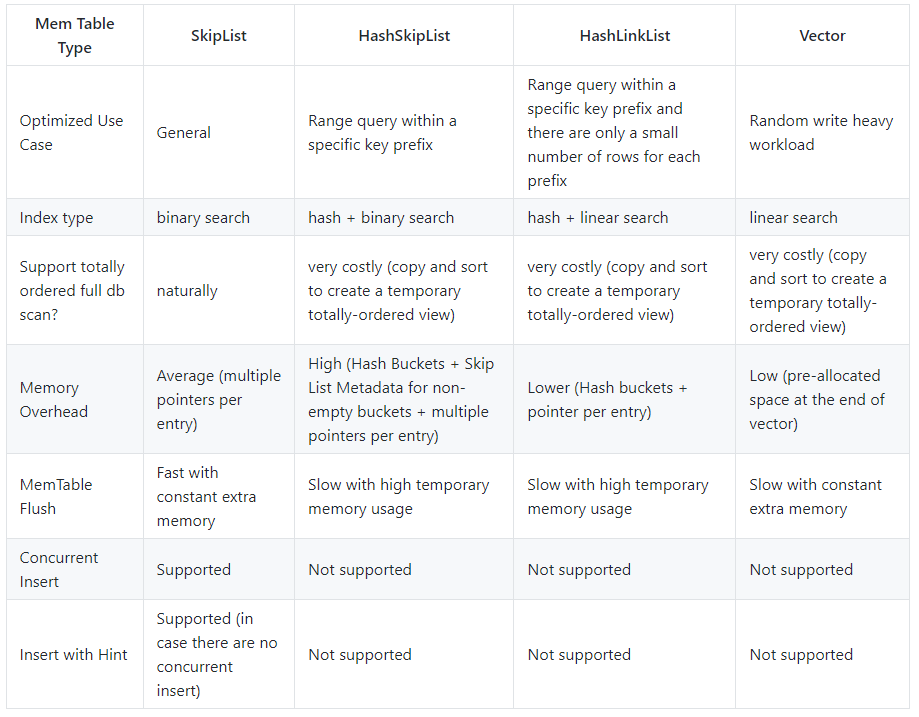 Mem Table
Type
SkipList
HashSkipList
HashLinkList
Vector
Optimized Use
Case
General
Range query within a
specific key prefix
Range query within a
specific key prefix and
there are only a small
number of rows for each
prefix
Random write heavy
workload
Index type
binary search
hash + binary search
hash + linear search
linear search
Support totally
ordered full db
scan?
naturally
very costly (copy and sort
to create a temporary
totally-ordered view)
very costly (copy and sort
to create a temporary
totally-ordered view)
very costly (copy
and sort to create a
temporary totally-
ordered view)
Memory
Overhead
Average (multiple
pointers per
entry)
High (Hash Buckets + Skip
List Metadata for non-
empty buckets + multiple
pointers per entry)
Lower (Hash buckets +
pointer per entry)
Low (pre-allocated
space at the end of
vector)
MemTable
Flush
Fast with
constant extra
memory
Slow with high temporary
memory usage
Slow with high temporary
memory usage
Slow with constant
extra memory
Concurrent
Insert
Supported
Not supported
Not supported
Not supported
Insert with Hint
Supported (in
case there are no
concurrent
insert)
Not supported
Not supported
Not supported